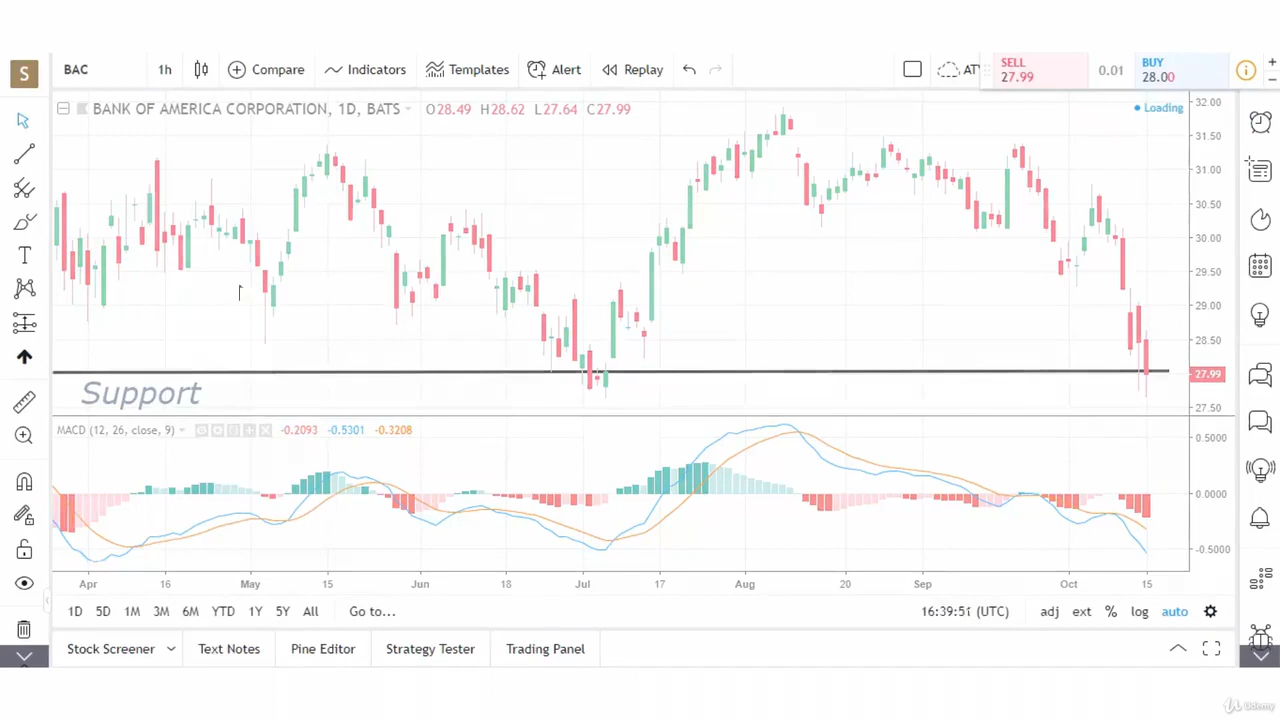 S BAC 1h Compare Indicators Templates Alert Replay SELL 27.99 0.01 BUY 28.00
BANK OF AMERICA CORPORATION, 1D, BATS O28.49 H28.62 L27.64 C27.99 Loading
32.00
31.50
31.00
30.50
30.00
29.50
29.00
28.50
27.99
27.50
Support
MACD (12, 26, close, 9) -0.2093 -0.5301 -0.3208
0.5000
0.0000
-0.5000
Apr 16 May 15 Jun 18 Jul 17 Aug 20 Sep Oct 15
1D 5D 1M 3M 6M YTD 1Y 5Y All Go to... 16:39:51 (UTC) adj ext % log auto
Stock Screener Text Notes Pine Editor Strategy Tester Trading Panel
Udemy